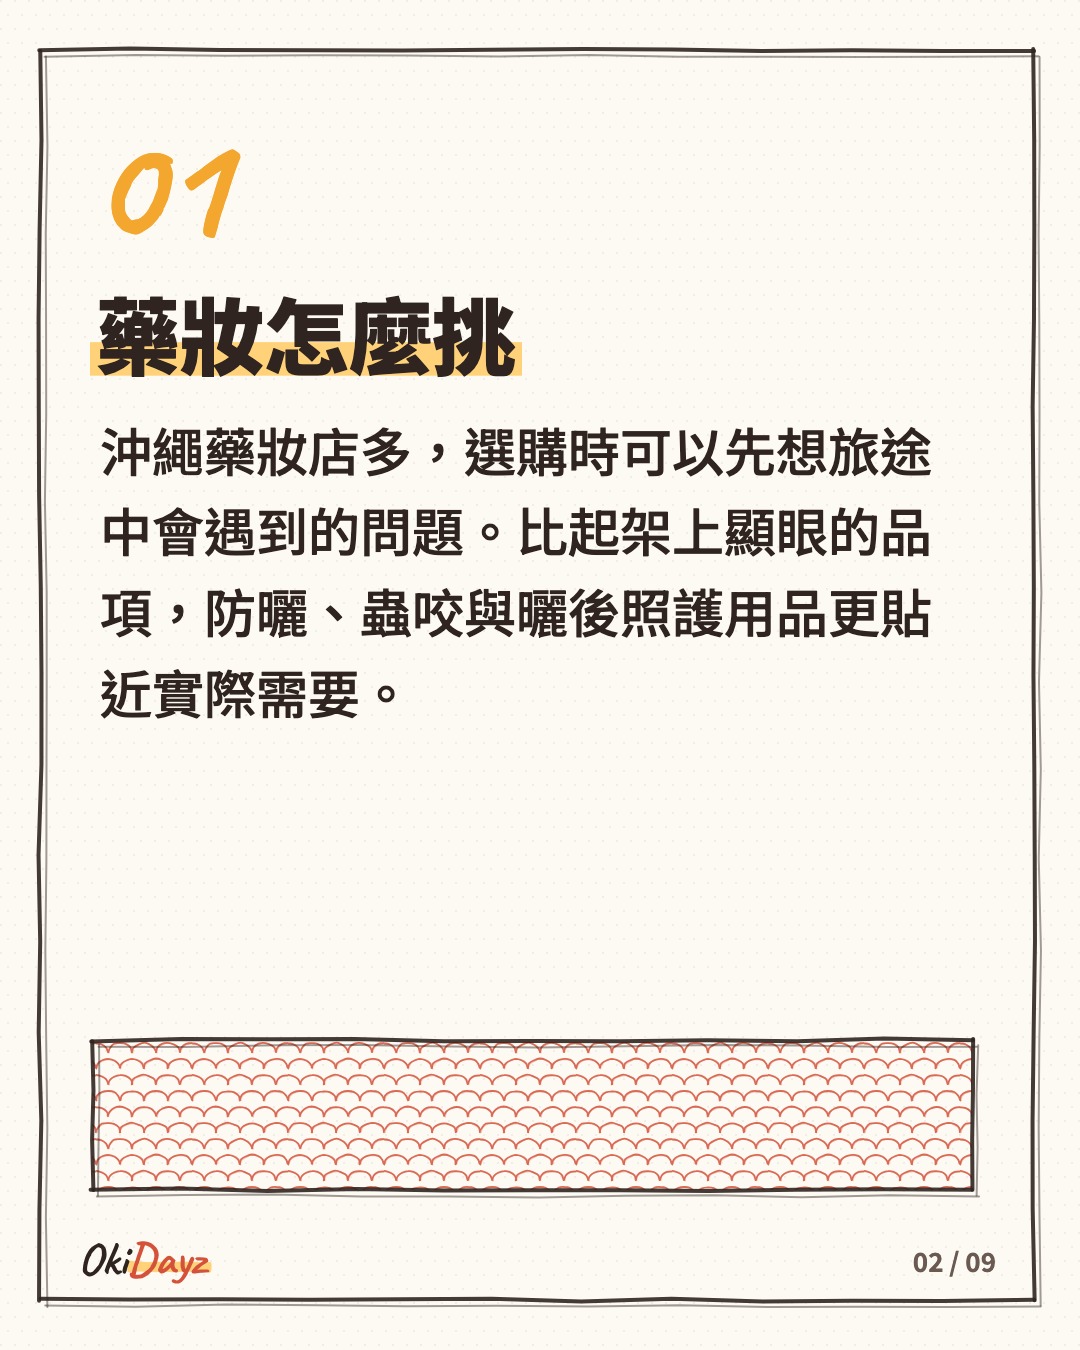 01
藥妝怎麼挑
沖繩藥妝店多，選購時可以先想旅途
中會遇到的問題。比起架上顯眼的品
項，防曬、蟲咬與曬後照護用品更貼
近實際需要。
OkiDayz
02 / 09